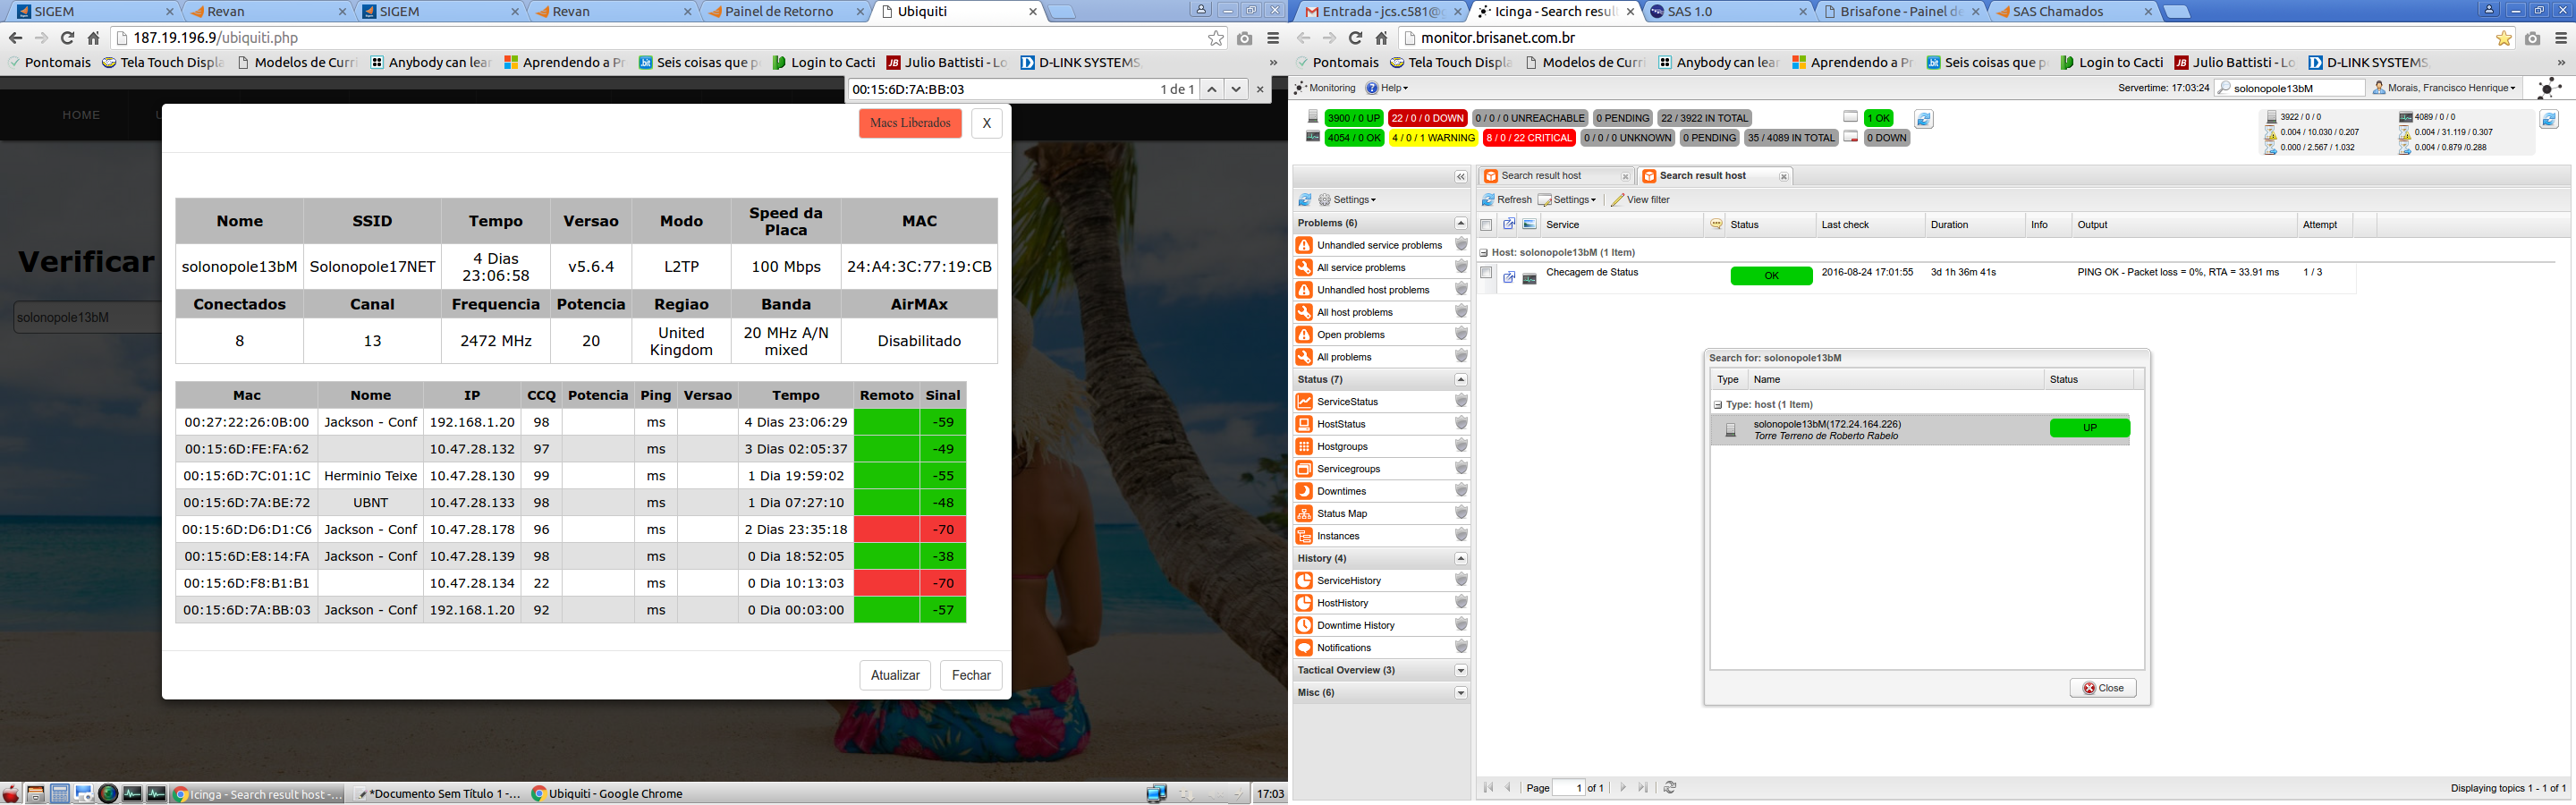 SIGEM
Revan
SIGEM
Revan
Painel de Retorno
Ubiquiti
187.19.196.9/ubiquiti.php
Pontomais
Tela Touch Displa
Modelos de Curri
Anybody can lear
Aprendendo a Pr
Seis coisas que p
Login to Cacti
Julio Battisti - Lo
D-LINK SYSTEMS,
00:15:6D:7A:BB:03 1 de 1
HOME
Macs Liberados X
Verificar
solonopole13bM
Nome SSID Tempo Versao Modo Speed da Placa MAC
solonopole13bM Solonopole17NET 4 Dias 23:06:58 v5.6.4 L2TP 100 Mbps 24:A4:3C:77:19:CB
Conectados Canal Frequencia Potencia Regiao Banda AirMAx
8 13 2472 MHz 20 United Kingdom 20 MHz A/N mixed Disabilitado
Mac Nome IP CCQ Potencia Ping Versao Tempo Remoto Sinal
00:27:22:26:0B:00 Jackson - Conf 192.168.1.20 98 ms 4 Dias 23:06:29 -59
00:15:6D:FE:FA:62 10.47.28.132 97 ms 3 Dias 02:05:37 -49
00:15:6D:7C:01:1C Herminio Teixe 10.47.28.130 99 ms 1 Dia 19:59:02 -55
00:15:6D:7A:BE:72 UBNT 10.47.28.133 98 ms 1 Dia 07:27:10 -48
00:15:6D:D6:D1:C6 Jackson - Conf 10.47.28.178 96 ms 2 Dias 23:35:18 -70
00:15:6D:E8:14:FA Jackson - Conf 10.47.28.139 98 ms 0 Dia 18:52:05 -38
00:15:6D:F8:B1:B1 10.47.28.134 22 ms 0 Dia 10:13:03 -70
00:15:6D:7A:BB:03 Jackson - Conf 192.168.1.20 92 ms 0 Dia 00:03:00 -57
Atualizar Fechar
Icinga - Search result host -...
*Documento Sem Título 1 -...
Ubiquiti - Google Chrome
17:03
Entrada - jcs.c581@g
Icinga - Search resul
SAS 1.0
Brisafone - Painel de
SAS Chamados
monitor.brisanet.com.br
Pontomais
Tela Touch Displa
Modelos de Curri
Anybody can lear
Aprendendo a Pr
Seis coisas que p
Login to Cacti
Julio Battisti - Lo
D-LINK SYSTEMS,
Monitoring Help Servertime: 17:03:24 solonopole13bM Morais, Francisco Henrique
3900 / 0 UP 22 / 0 / 0 DOWN 0 / 0 / 0 UNREACHABLE 0 PENDING 22 / 3922 IN TOTAL 1 OK
4054 / 0 OK 4 / 0 / 1 WARNING 8 / 0 / 22 CRITICAL 0 / 0 / 0 UNKNOWN 0 PENDING 35 / 4089 IN TOTAL 0 DOWN
3922 / 0 / 0 4089 / 0 / 0
0.004 / 10.030 / 0.207 0.004 / 31.119 / 0.307
0.000 / 2.567 / 1.032 0.004 / 0.879 /0.288
Settings
Problems (6)
Unhandled service problems
All service problems
Unhandled host problems
All host problems
Open problems
All problems
Status (7)
ServiceStatus
HostStatus
Hostgroups
Servicegroups
Downtimes
Status Map
Instances
History (4)
ServiceHistory
HostHistory
Downtime History
Notifications
Tactical Overview (3)
Misc (6)
Search result host
Search result host
Refresh Settings View filter
Service Status Last check Duration Info Output Attempt
Host: solonopole13bM (1 Item)
Checagem de Status OK 2016-08-24 17:01:55 3d 1h 36m 41s PING OK - Packet loss = 0%, RTA = 33.91 ms 1 / 3
Search for: solonopole13bM
Type Name Status
Type: host (1 Item)
solonopole13bM(172.24.164.226) UP
Torre Terreno de Roberto Rabelo
Close
Page 1 of 1
Displaying topics 1 - 1 of 1